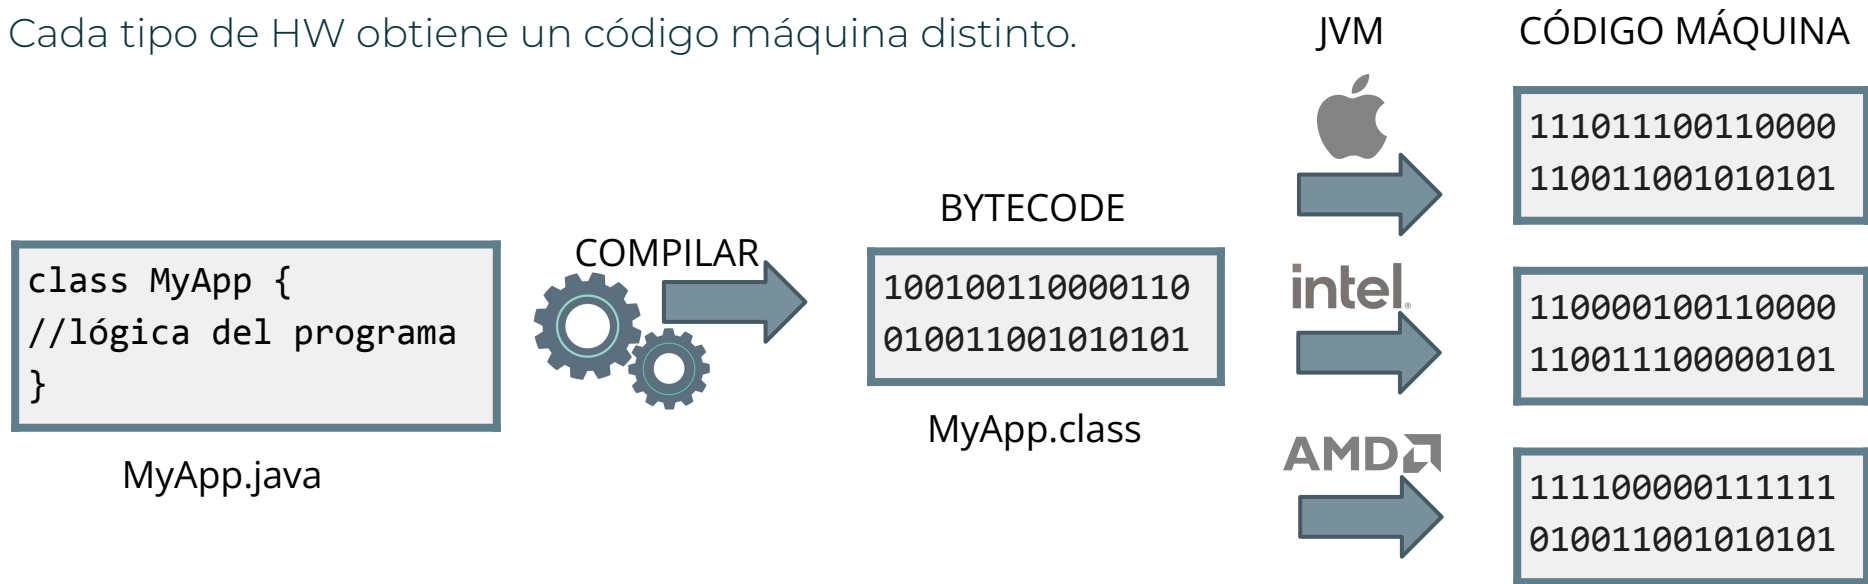 Cada tipo de HW obtiene un código máquina distinto.
JVM
CÓDIGO MÁQUINA
class MyApp {
//lógica del programa
}
MyApp.java
COMPILAR
BYTECODE
100100110000110
010011001010101
MyApp.class
111011100110000
110011001010101
intel®
110000100110000
110011100000101
AMD
111100000111111
010011001010101